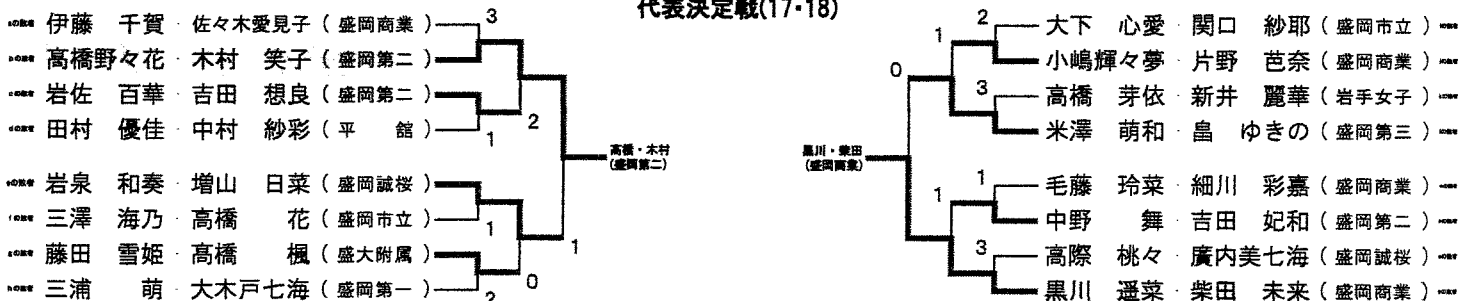 代表決定戦(17・18)
伊藤 千賀・佐々木愛見子(盛岡商業)
髙橋野々花・木村 笑子(盛岡第二)
岩佐 百華・吉田 想良(盛岡第二)
田村 優佳・中村 紗彩(平 舘)
岩泉 和奏・増山 日菜(盛岡誠桜)
三澤 海乃・高橋 花(盛岡市立)
藤田 雪姫・髙橋 楓(盛大附属)
三浦 萌・大木戸七海(盛岡第一)
3
1
2
1
2
0
1
高橋・木村
(盛岡第二)
大下 心愛・関口 紗耶(盛岡市立)
小嶋輝々夢・片野 芭奈(盛岡商業)
高橋 芽依・新井 麗華(岩手女子)
米澤 萌和・畠 ゆきの(盛岡第三)
毛藤 玲菜・細川 彩嘉(盛岡商業)
中野 舞・吉田 妃和(盛岡第二)
高際 桃々・廣内美七海(盛岡誠桜)
黒川 遥菜・柴田 未来(盛岡商業)
2
3
1
3
1
1
0
黒川・柴田
(盛岡商業)